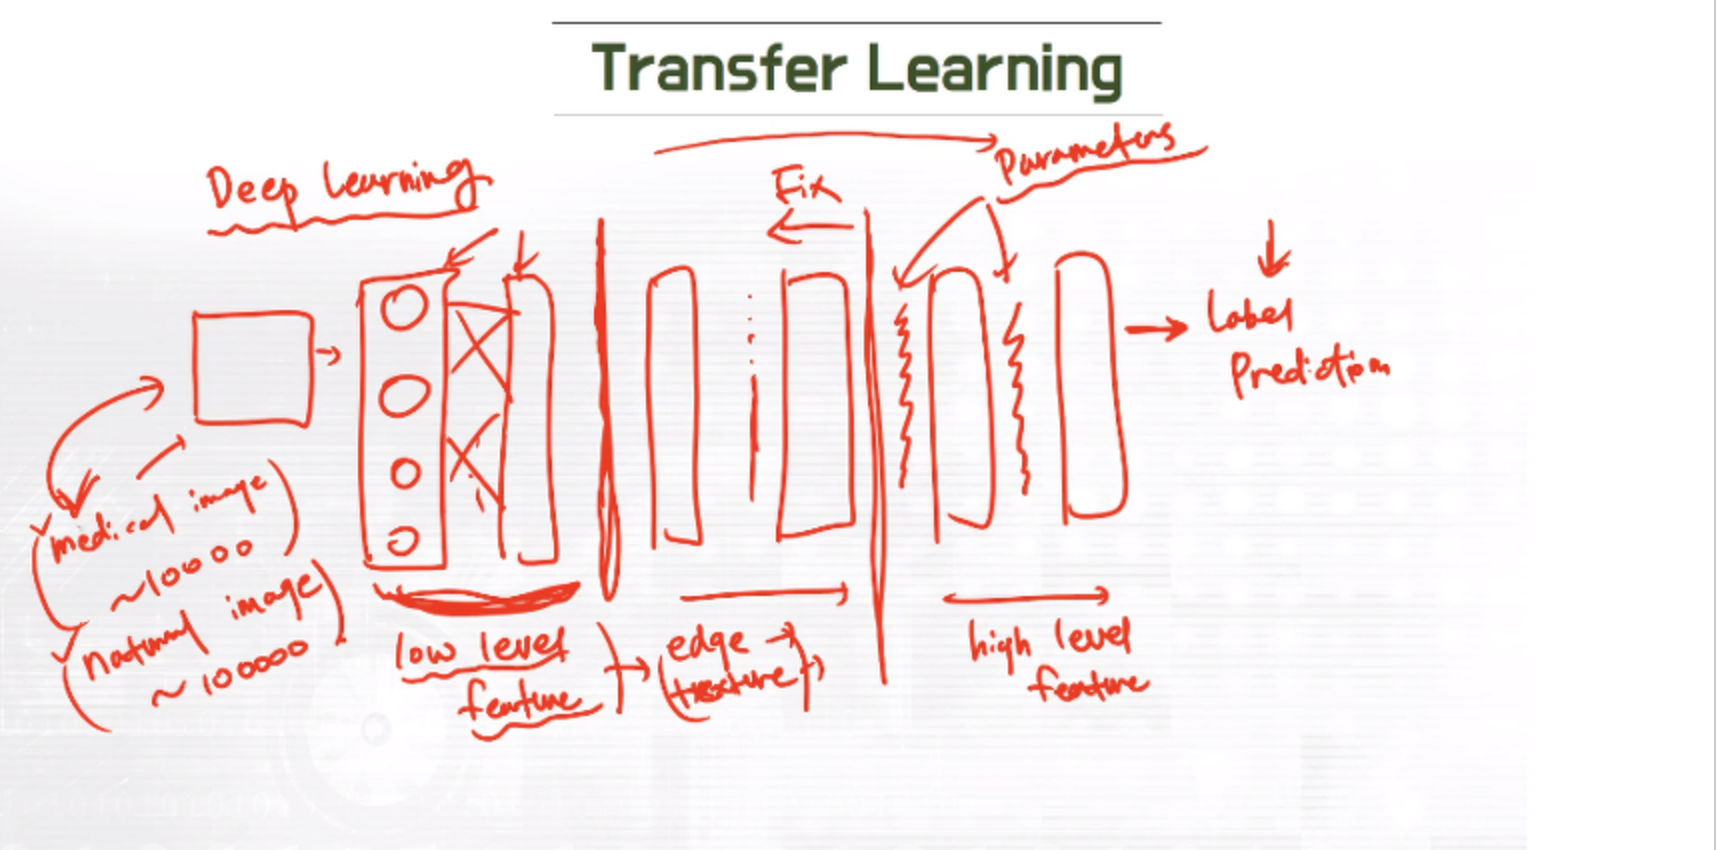 Transfer Learning
Deep Learning
Fix
Parameters
Label
Prediction
medical image
~10000
natural image
~100000
low level
feature
edge
texture
high level
feature